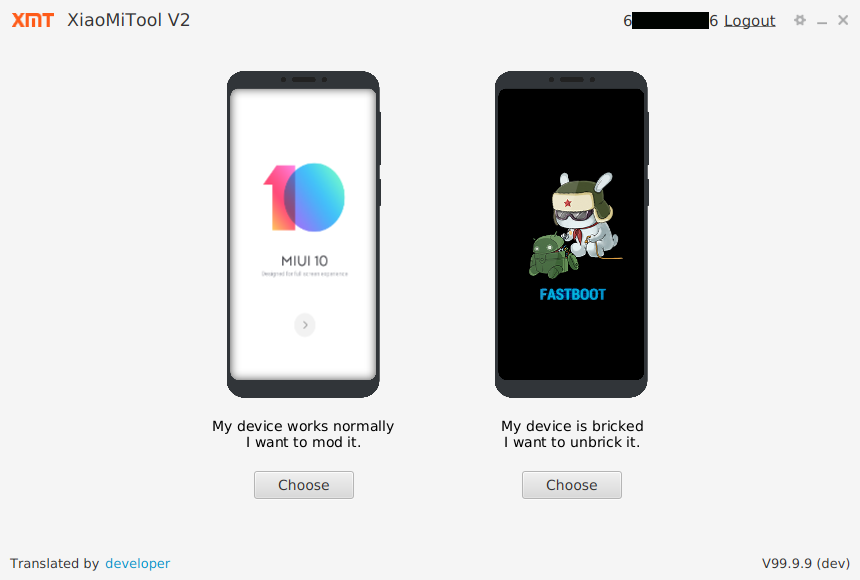 XMT XiaoMiTool V2
6 6 Logout
10
MIUI 10
Designed for full screen experience
FASTBOOT
My device works normally
I want to mod it.
My device is bricked
I want to unbrick it.
Choose
Choose
Translated by developer
V99.9.9 (dev)